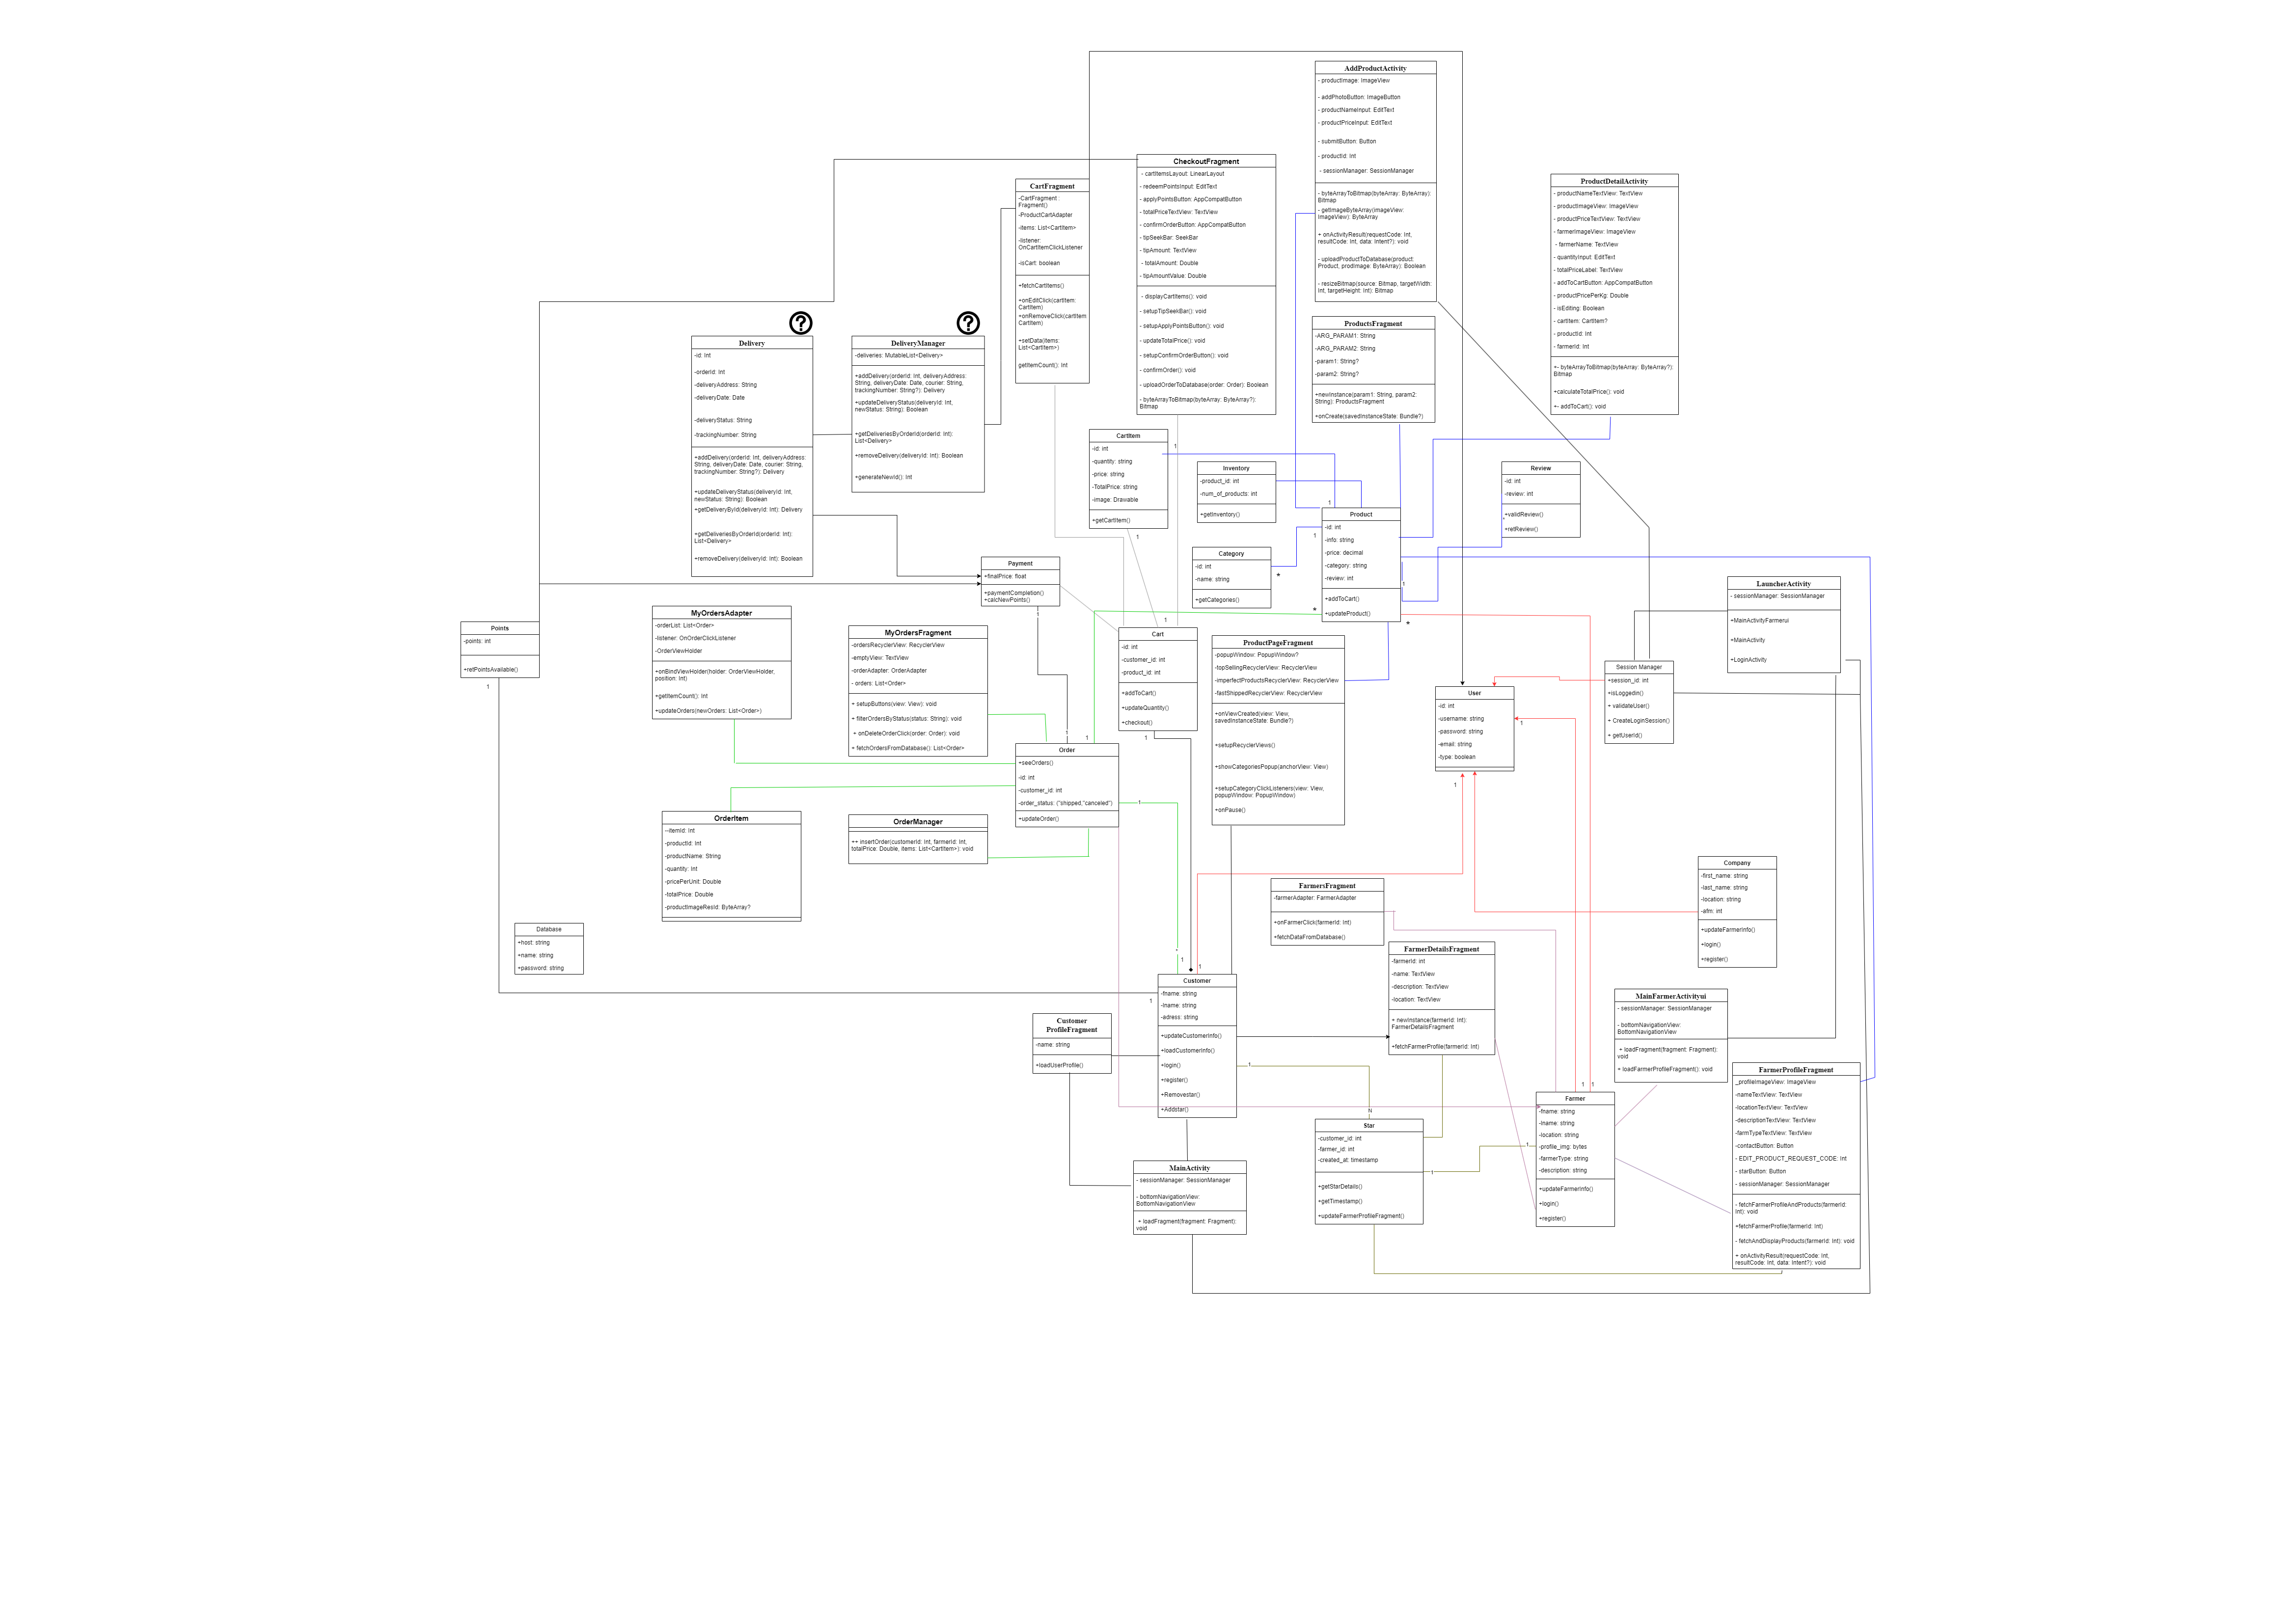 AddProductActivity
- productImage: ImageView
- addPhotoButton: ImageButton
- productNameInput: EditText
- productPriceInput: EditText
- submitButton: Button
- productId: Int
- sessionManager: SessionManager
- byteArrayToBitmap(byteArray: ByteArray):
Bitmap
- getImageByteArray(imageView:
ImageView): ByteArray
+ onActivityResult(requestCode: Int,
resultCode: Int, data: Intent?): void
- uploadProductToDatabase(product:
Product, prodImage: ByteArray): Boolean
- resizeBitmap(source: Bitmap, targetWidth:
Int, targetHeight: Int): Bitmap
CheckoutFragment
- cartItemsLayout: LinearLayout
- redeemPointsInput: EditText
- applyPointsButton: AppCompatButton
- totalPriceTextView: TextView
- confirmOrderButton: AppCompatButton
- tipSeekBar: SeekBar
- tipAmount: TextView
- totalAmount: Double
- tipAmountValue: Double
- displayCartItems(): void
- setupTipSeekBar(): void
- setupApplyPointsButton(): void
- updateTotalPrice(): void
- setupConfirmOrderButton(): void
- confirmOrder(): void
- uploadOrderToDatabase(order: Order): Boolean
- byteArrayToBitmap(byteArray: ByteArray?):
Bitmap
CartFragment
-CartFragment :
Fragment()
-ProductCartAdapter
-items: List<CartItem>
-listener:
OnCartItemClickListener
-isCart: boolean
+fetchCartItems()
+onEditClick(cartItem:
CartItem)
+onRemoveClick(cartItem:
CartItem)
+setData(items:
List<CartItem>)
getItemCount(): Int
ProductDetailActivity
- productNameTextView: TextView
- productImageView: ImageView
- productPriceTextView: TextView
- farmerImageView: ImageView
- farmerName: TextView
- quantityInput: EditText
- totalPriceLabel: TextView
- addToCartButton: AppCompatButton
- productPricePerKg: Double
- isEditing: Boolean
- cartItem: CartItem?
- productId: Int
- farmerId: Int
+- byteArrayToBitmap(byteArray: ByteArray?):
Bitmap
+calculateTotalPrice(): void
+- addToCart(): void
ProductsFragment
-ARG_PARAM1: String
-ARG_PARAM2: String
-param1: String?
-param2: String?
+newInstance(param1: String, param2:
String): ProductsFragment
+onCreate(savedInstanceState: Bundle?)
?
Delivery
-id: Int
-orderId: Int
-deliveryAddress: String
-deliveryDate: Date
-deliveryStatus: String
-trackingNumber: String
+addDelivery(orderId: Int, deliveryAddress:
String, deliveryDate: Date, courier: String,
trackingNumber: String?): Delivery
+updateDeliveryStatus(deliveryId: Int,
newStatus: String): Boolean
+getDeliveryById(deliveryId: Int): Delivery
+getDeliveriesByOrderId(orderId: Int):
List<Delivery>
+removeDelivery(deliveryId: Int): Boolean
?
DeliveryManager
-deliveries: MutableList<Delivery>
+addDelivery(orderId: Int, deliveryAddress:
String, deliveryDate: Date, courier: String,
trackingNumber: String?): Delivery
+updateDeliveryStatus(deliveryId: Int,
newStatus: String): Boolean
+getDeliveriesByOrderId(orderId: Int):
List<Delivery>
+removeDelivery(deliveryId: Int): Boolean
+generateNewId(): Int
CartItem
-id: int
-quantity: string
-price: string
-TotalPrice: string
-image: Drawable
+getCartItem()
1
1
Inventory
-product_id: int
-num_of_products: int
+getInventory()
Review
-id: int
-review: int
+validReview()
+retReview()
*
1
1
Product
-id: int
-info: string
-price: decimal
-category: string
-review: int
+addToCart()
+updateProduct()
1
*
*
Category
-id: int
-name: string
+getCategories()
*
Payment
+finalPrice: float
+paymentCompletion()
+calcNewPoints()
1
LauncherActivity
- sessionManager: SessionManager
+MainActivityFarmerui
+MainActivity
+LoginActivity
MyOrdersAdapter
-orderList: List<Order>
-listener: OnOrderClickListener
-OrderViewHolder
+onBindViewHolder(holder: OrderViewHolder,
position: Int)
+getItemCount(): Int
+updateOrders(newOrders: List<Order>)
Points
-points: int
+retPointsAvailable()
1
MyOrdersFragment
-ordersRecyclerView: RecyclerView
-emptyView: TextView
-orderAdapter: OrderAdapter
- orders: List<Order>
+ setupButtons(view: View): void
+ filterOrdersByStatus(status: String): void
+ onDeleteOrderClick(order: Order): void
+ fetchOrdersFromDatabase(): List<Order>
1
Cart
-id: int
-customer_id: int
-product_id: int
+addToCart()
+updateQuantity()
+checkout()
1
ProductPageFragment
-popupWindow: PopupWindow?
-topSellingRecyclerView: RecyclerView
-imperfectProductsRecyclerView: RecyclerView
-fastShippedRecyclerView: RecyclerView
+onViewCreated(view: View,
savedInstanceState: Bundle?)
+setupRecyclerViews()
+showCategoriesPopup(anchorView: View)
+setupCategoryClickListeners(view: View,
popupWindow: PopupWindow)
+onPause()
Session Manager
+session_id: int
+isLoggedin()
+ validateUser()
+ CreateLoginSession()
+ getUserId()
User
-id: int
-username: string
-password: string
-email: string
-type: boolean
1
1
1
1
Order
+seeOrders()
-id: int
-customer_id: int
-order_status: ("shipped,"canceled")
+updateOrder()
1
OrderItem
--itemId: Int
-productId: Int
-productName: String
-quantity: Int
-pricePerUnit: Double
-totalPrice: Double
-productImageResId: ByteArray?
OrderManager
++ insertOrder(customerId: Int, farmerId: Int,
totalPrice: Double, items: List<CartItem>): void
Company
-first_name: string
-last_name: string
-location: string
-afm: int
+updateFarmerInfo()
+login()
+register()
FarmersFragment
-farmerAdapter: FarmerAdapter
+onFarmerClick(farmerId: Int)
+fetchDataFromDatabase()
Database
+host: string
+name: string
+password: string
FarmerDetailsFragment
-farmerId: int
-name: TextView
-description: TextView
-location: TextView
+ newInstance(farmerId: Int):
FarmerDetailsFragment
+fetchFarmerProfile(farmerId: Int)
*
1
1
1
Customer
-fname: string
-lname: string
-adress: string
+updateCustomerInfo()
+loadCustomerInfo()
+login()
+register()
+Removestar()
+Addstar()
1
Customer
ProfileFragment
-name: string
+loadUserProfile()
MainFarmerActivityui
- sessionManager: SessionManager
- bottomNavigationView:
BottomNavigationView
+ loadFragment(fragment: Fragment):
void
+ loadFarmerProfileFragment(): void
FarmerProfileFragment
_profileImageView: ImageView
-nameTextView: TextView
-locationTextView: TextView
-descriptionTextView: TextView
-farmTypeTextView: TextView
-contactButton: Button
- EDIT_PRODUCT_REQUEST_CODE: Int
- starButton: Button
- sessionManager: SessionManager
- fetchFarmerProfileAndProducts(farmerId:
Int): void
+fetchFarmerProfile(farmerId: Int)
- fetchAndDisplayProducts(farmerId: Int): void
+ onActivityResult(requestCode: Int,
resultCode: Int, data: Intent?): void
1
1
Farmer
-fname: string
-lname: string
-location: string
-profile_img: bytes
-farmerType: string
-description: string
+updateFarmerInfo()
+login()
+register()
1
N
Star
-customer_id: int
-farmer_id: int
-created_at: timestamp
+getStarDetails()
+getTimestamp()
+updateFarmerProfileFragment()
1
MainActivity
- sessionManager: SessionManager
- bottomNavigationView:
BottomNavigationView
+ loadFragment(fragment: Fragment):
void